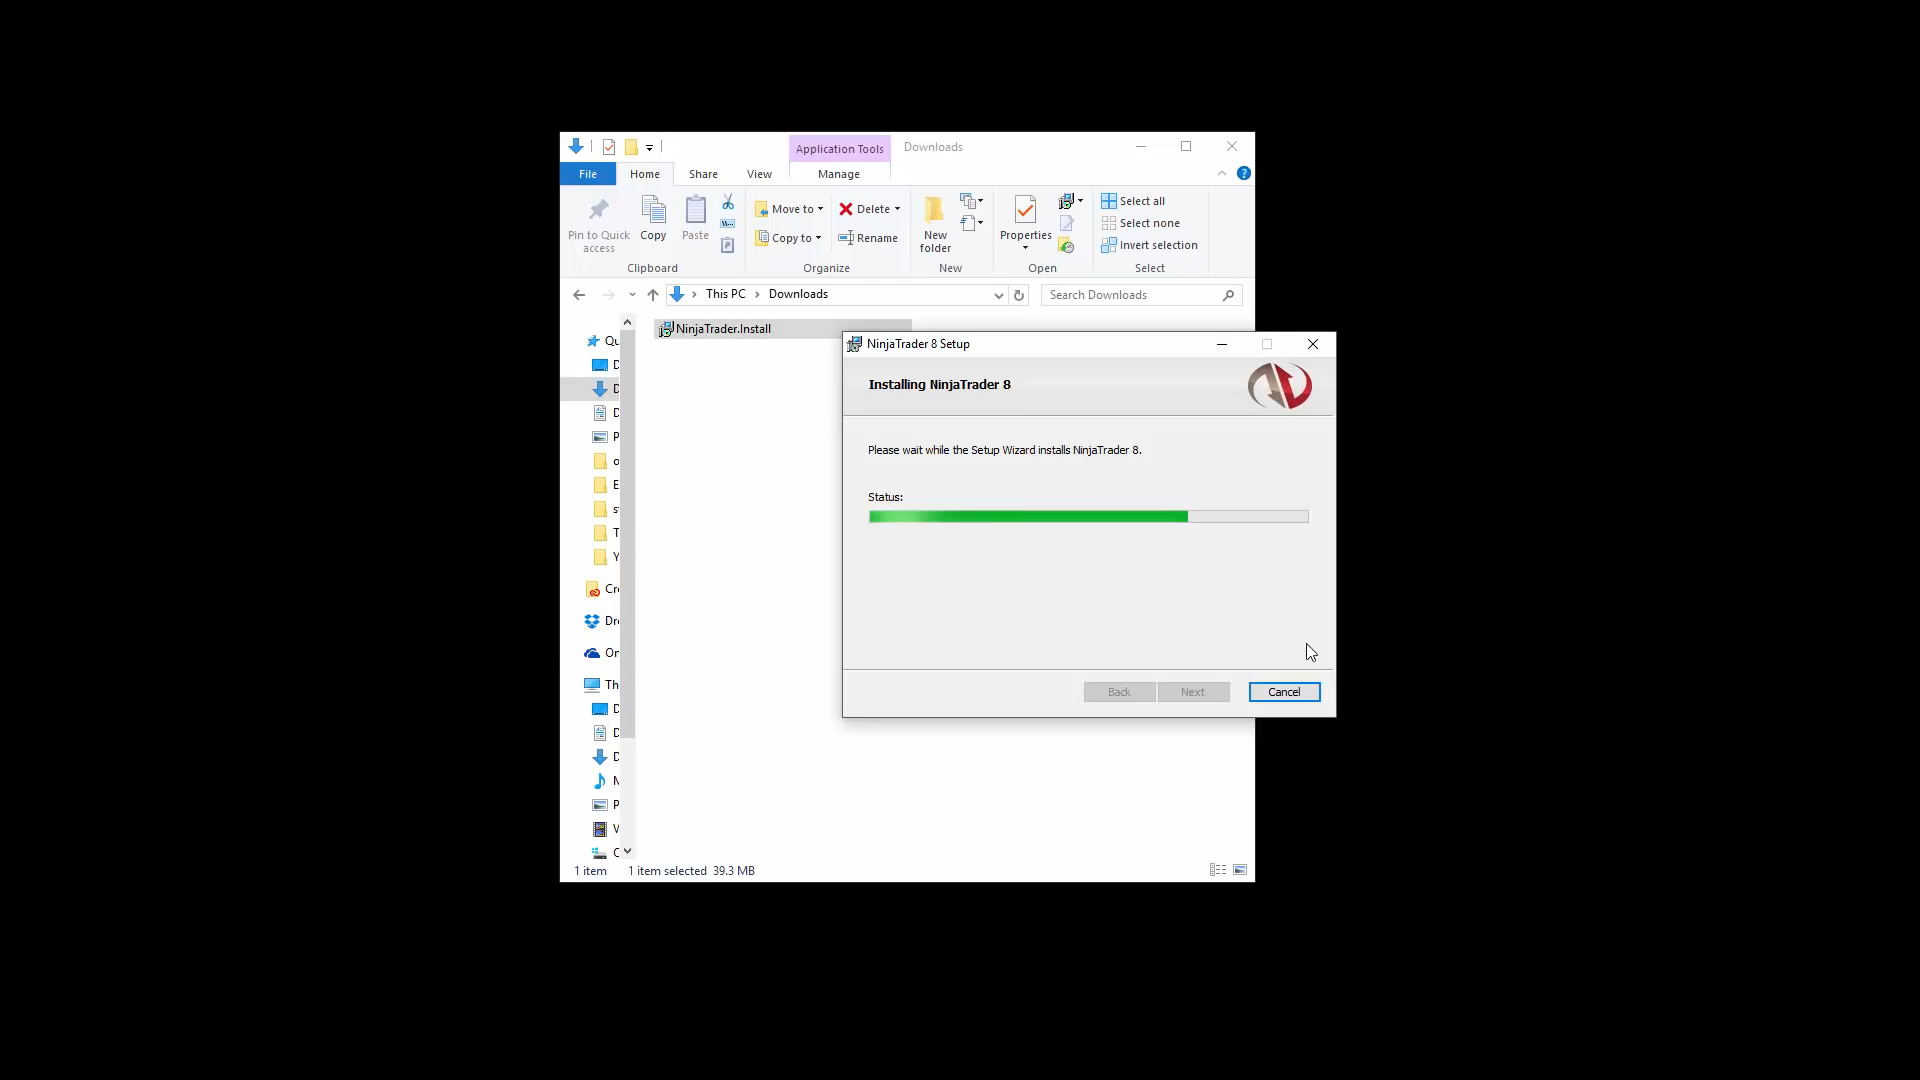 Application Tools
Downloads
File
Home
Share
View
Manage
Pin to Quick access
Copy
Paste
Move to
Copy to
Delete
Rename
New folder
Properties
Select all
Select none
Invert selection
Clipboard
Organize
New
Open
Select
This PC > Downloads
Search Downloads
NinjaTrader.Install
NinjaTrader 8 Setup
Installing NinjaTrader 8
Please wait while the Setup Wizard installs NinjaTrader 8.
Status:
Back
Next
Cancel
1 item
1 item selected 39.3 MB